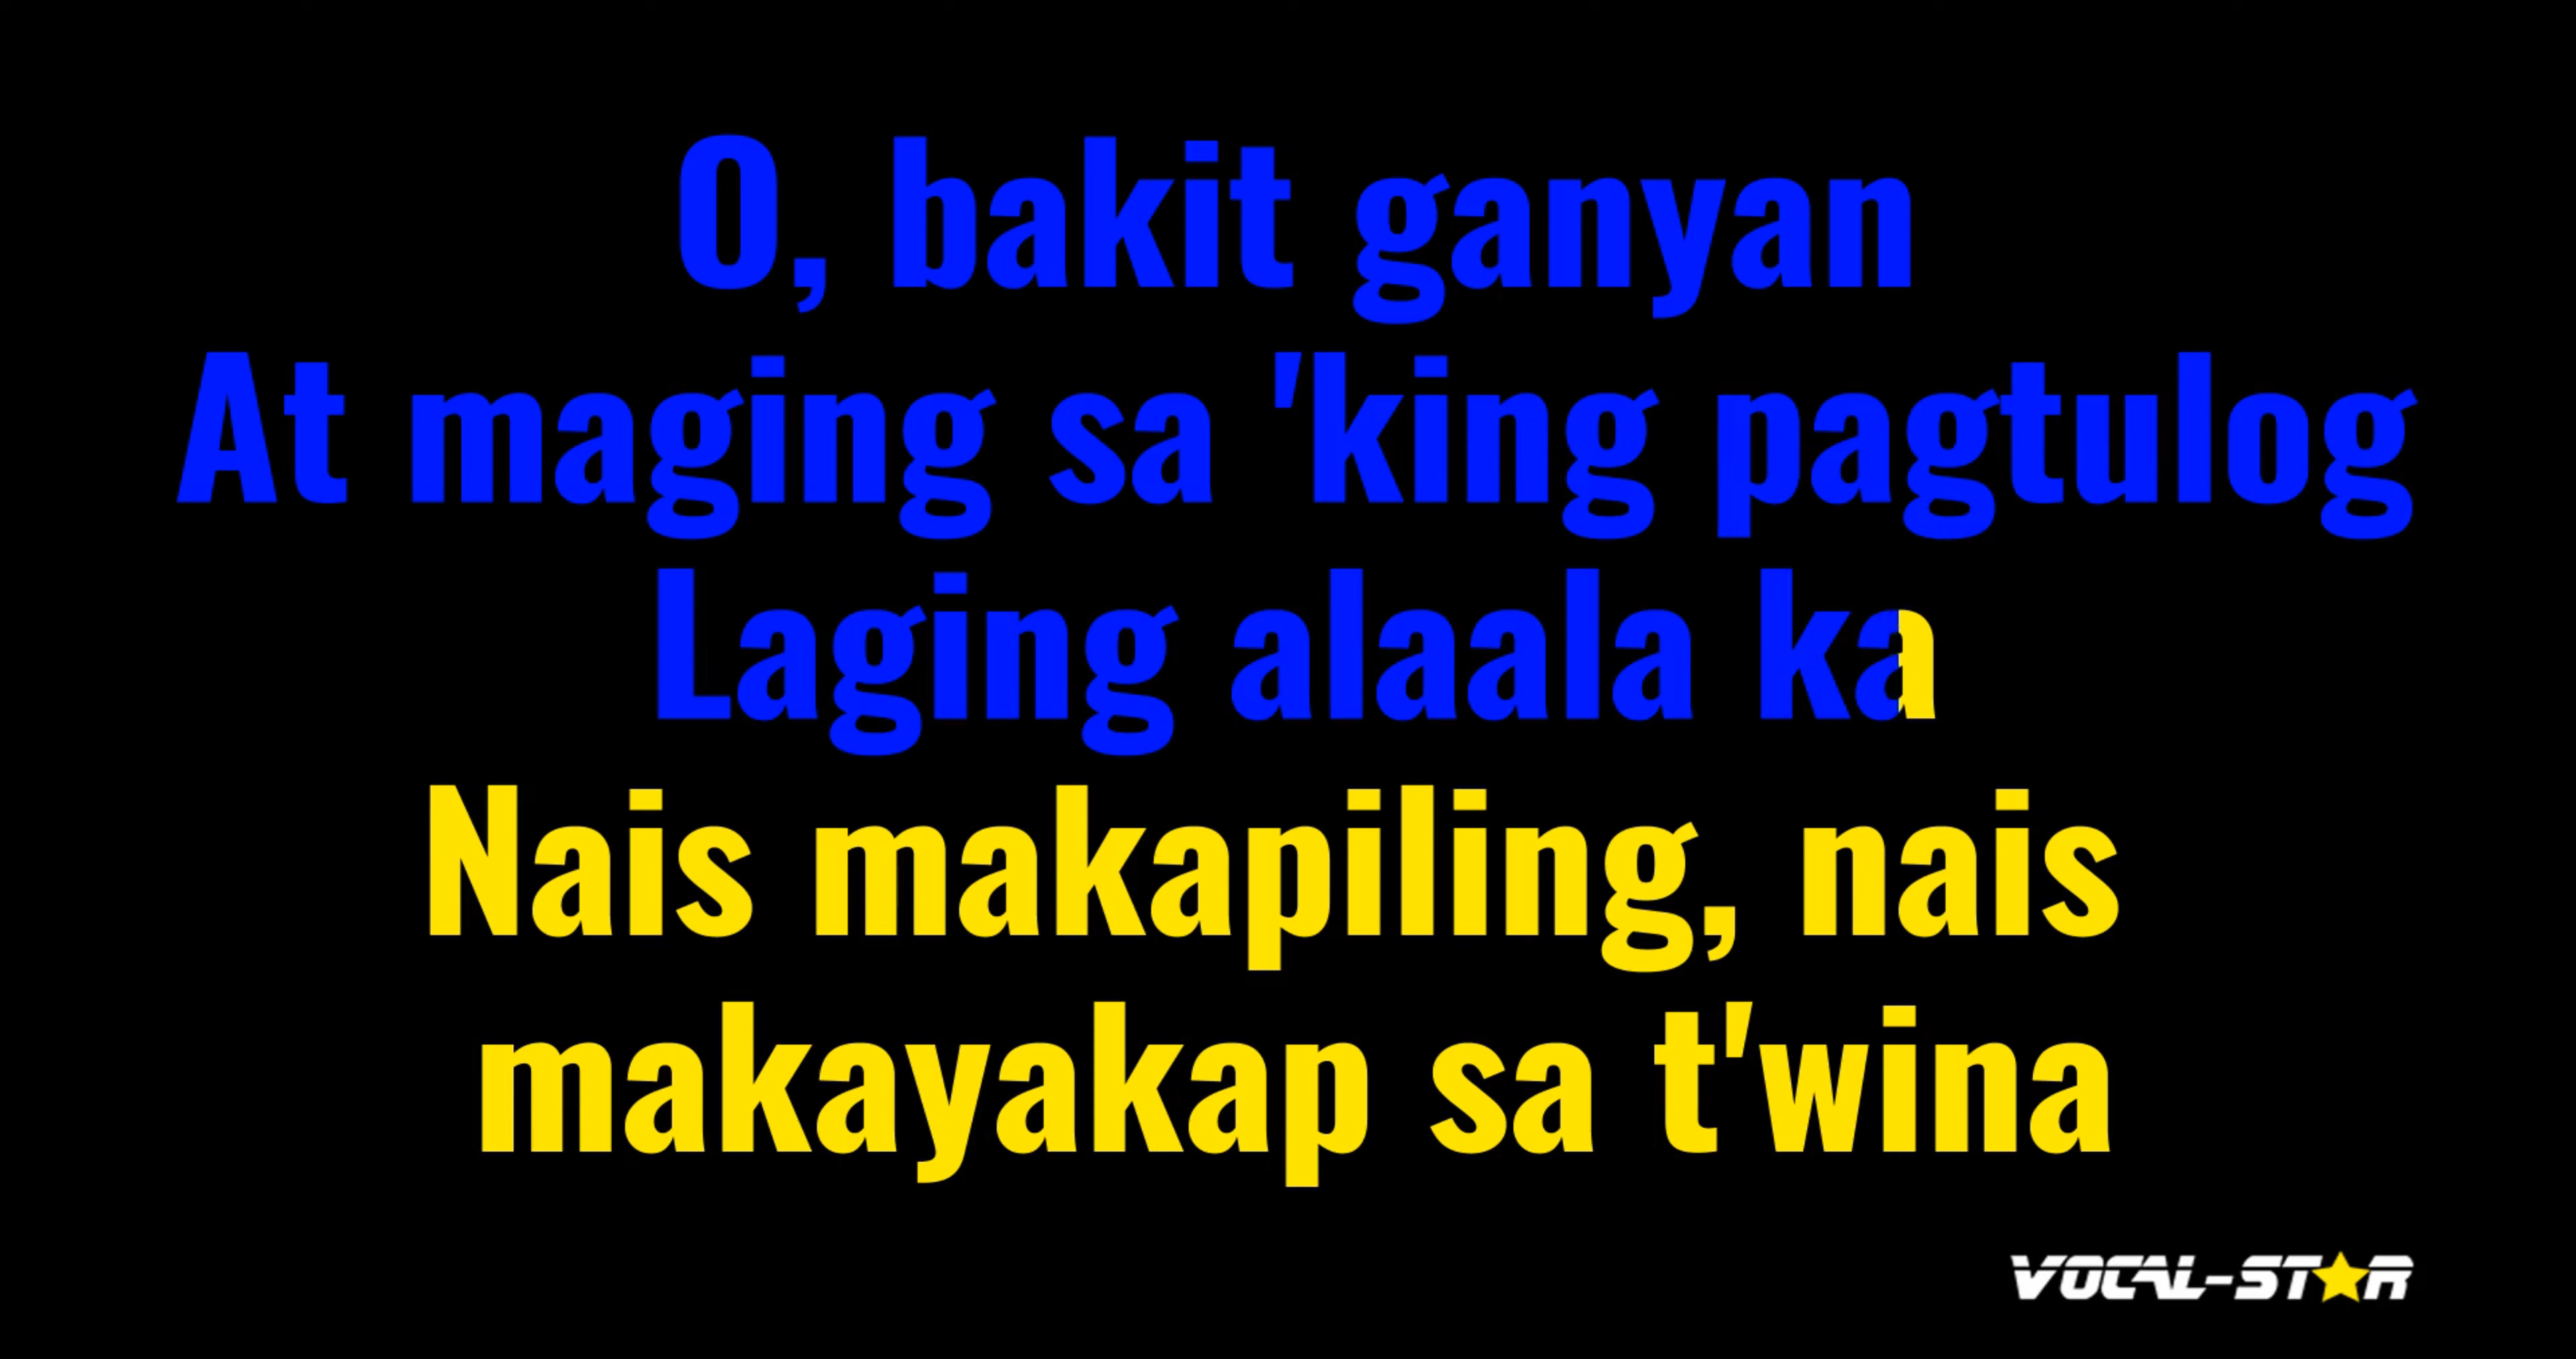 O, bakit ganyan
At maging sa 'king pagtulog
Laging alaala ka
Nais makapiling, nais
makayakap sa t'wina
VOCAL-STAR